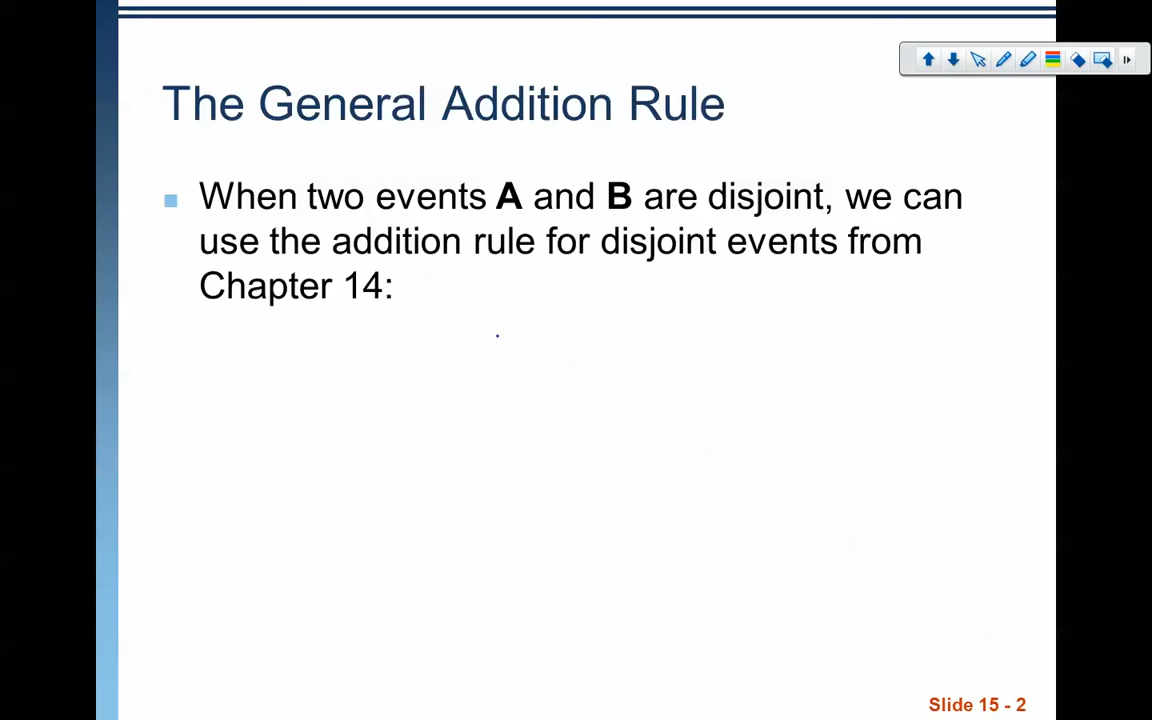 The General Addition Rule
When two events A and B are disjoint, we can
use the addition rule for disjoint events from
Chapter 14:
Slide 15 - 2